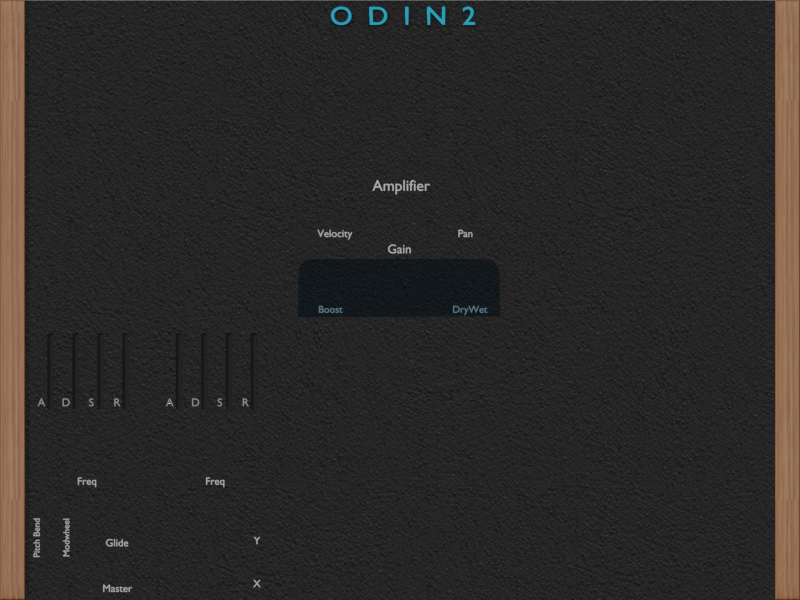 ODIN 2
Amplifier
Velocity
Pan
Gain
Boost
DryWet
A D S R
A D S R
Freq
Freq
Pitch Bend
Modwheel
Glide
Y
Master
X